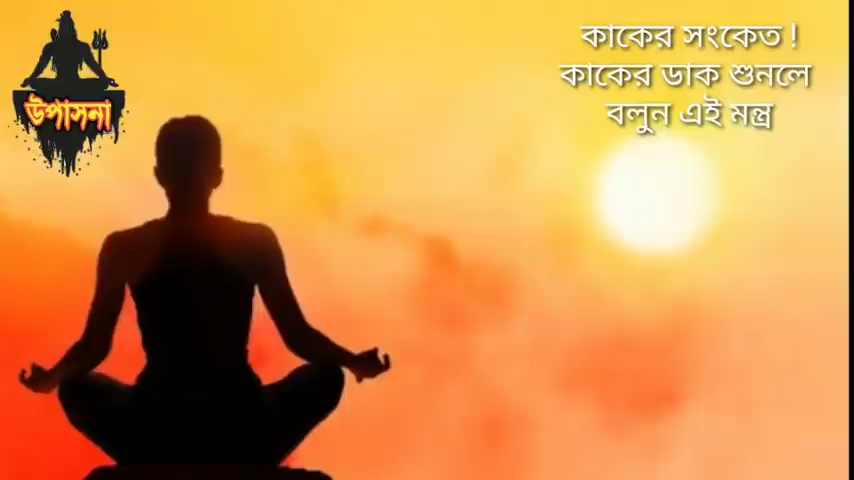 উপাসনা
কাকের সংকেত !
কাকের ডাক শুনলে
বলুন এই মন্ত্র